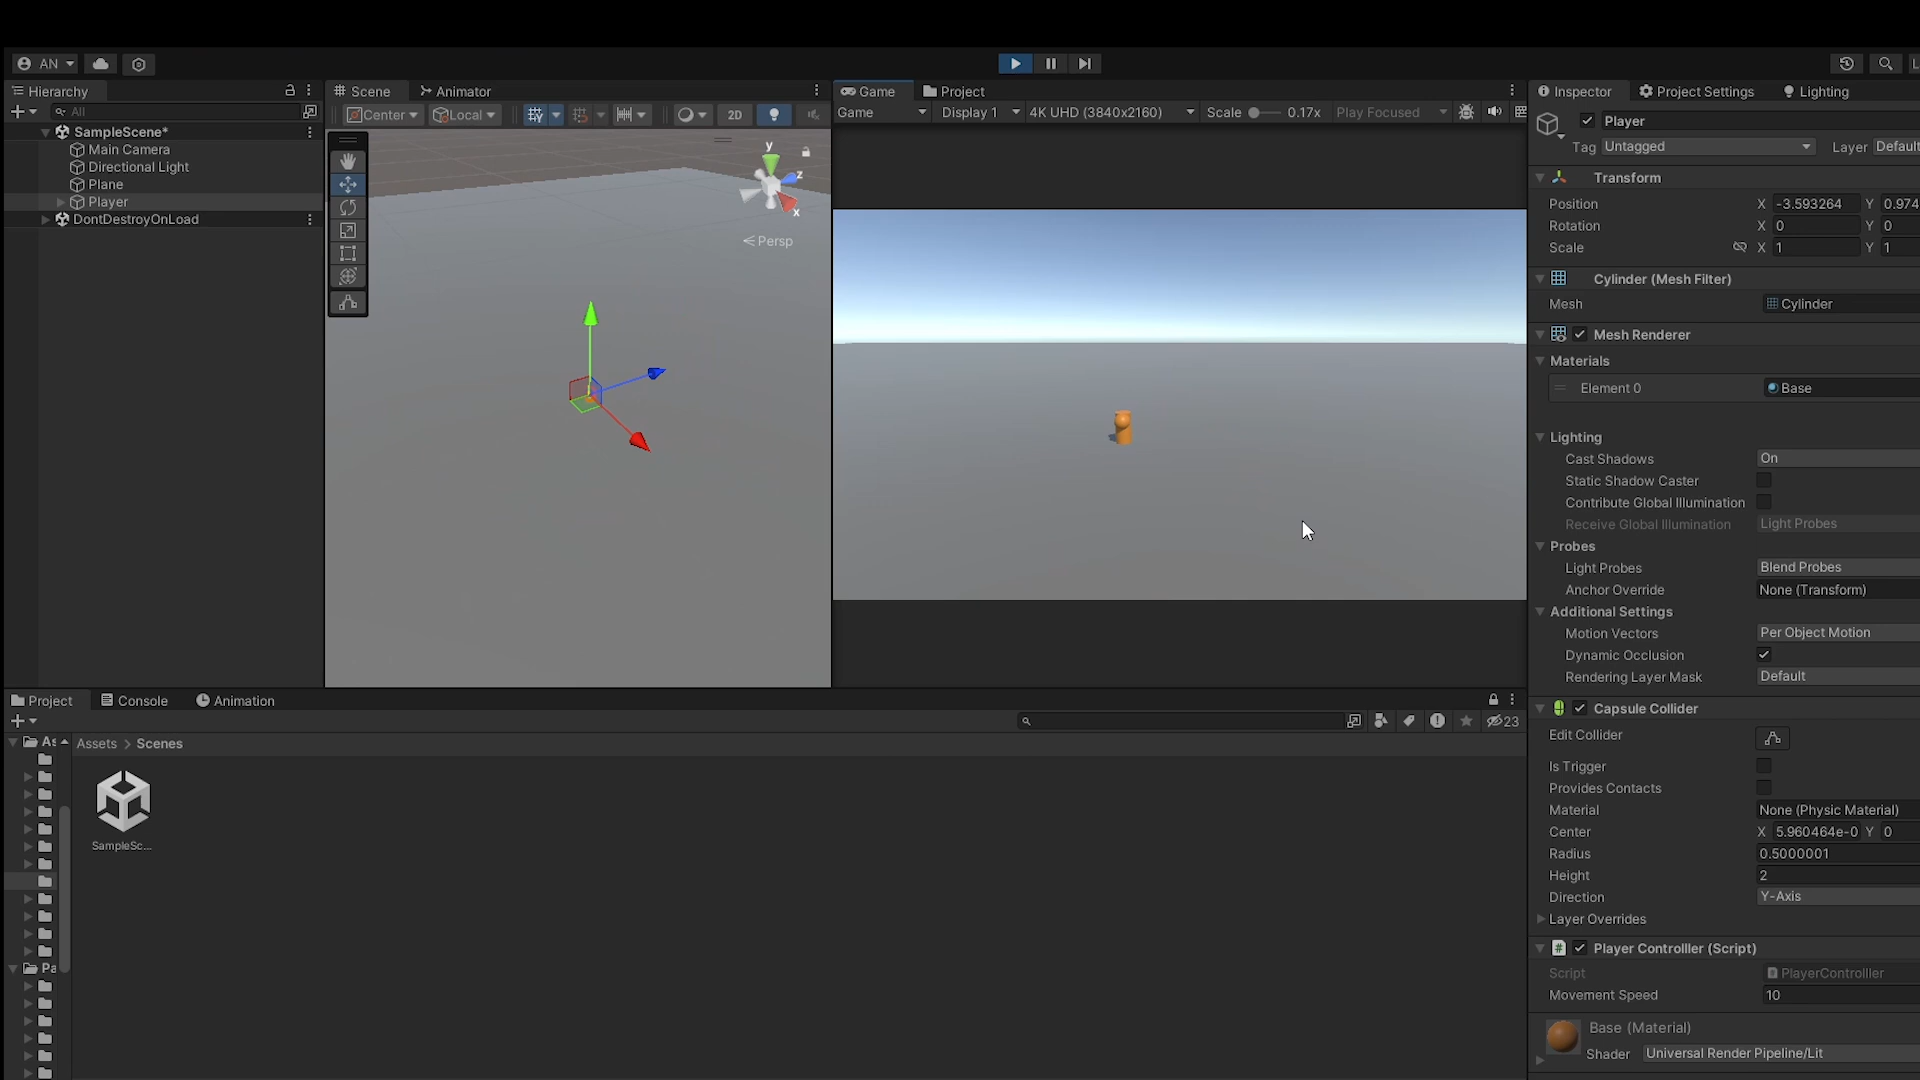 AN
Hierarchy
All
SampleScene*
Main Camera
Directional Light
Plane
Player
DontDestroyOnLoad
Scene
Animator
Center
Local
2D
y
z
x
Persp
Game
Project
Game
Display 1
4K UHD (3840x2160)
Scale
0.17x
Play Focused
Inspector
Project Settings
Lighting
Player
Tag
Untagged
Layer
Default
Transform
Position
X
-3.593264
Y
0.974
Rotation
X
0
Y
0
Scale
X
1
Y
1
Cylinder (Mesh Filter)
Mesh
Cylinder
Mesh Renderer
Materials
Element 0
Base
Lighting
Cast Shadows
On
Static Shadow Caster
Contribute Global Illumination
Receive Global Illumination
Light Probes
Probes
Light Probes
Blend Probes
Anchor Override
None (Transform)
Additional Settings
Motion Vectors
Per Object Motion
Dynamic Occlusion
Rendering Layer Mask
Default
Capsule Collider
Edit Collider
Is Trigger
Provides Contacts
Material
None (Physic Material)
Center
X
5.960464e-0
Y
0
Radius
0.5000001
Height
2
Direction
Y-Axis
Layer Overrides
# Player Controlller (Script)
Script
PlayerControlller
Movement Speed
10
Base (Material)
Shader
Universal Render Pipeline/Lit
Project
Console
Animation
23
As
Assets > Scenes
SampleSc...
Pa